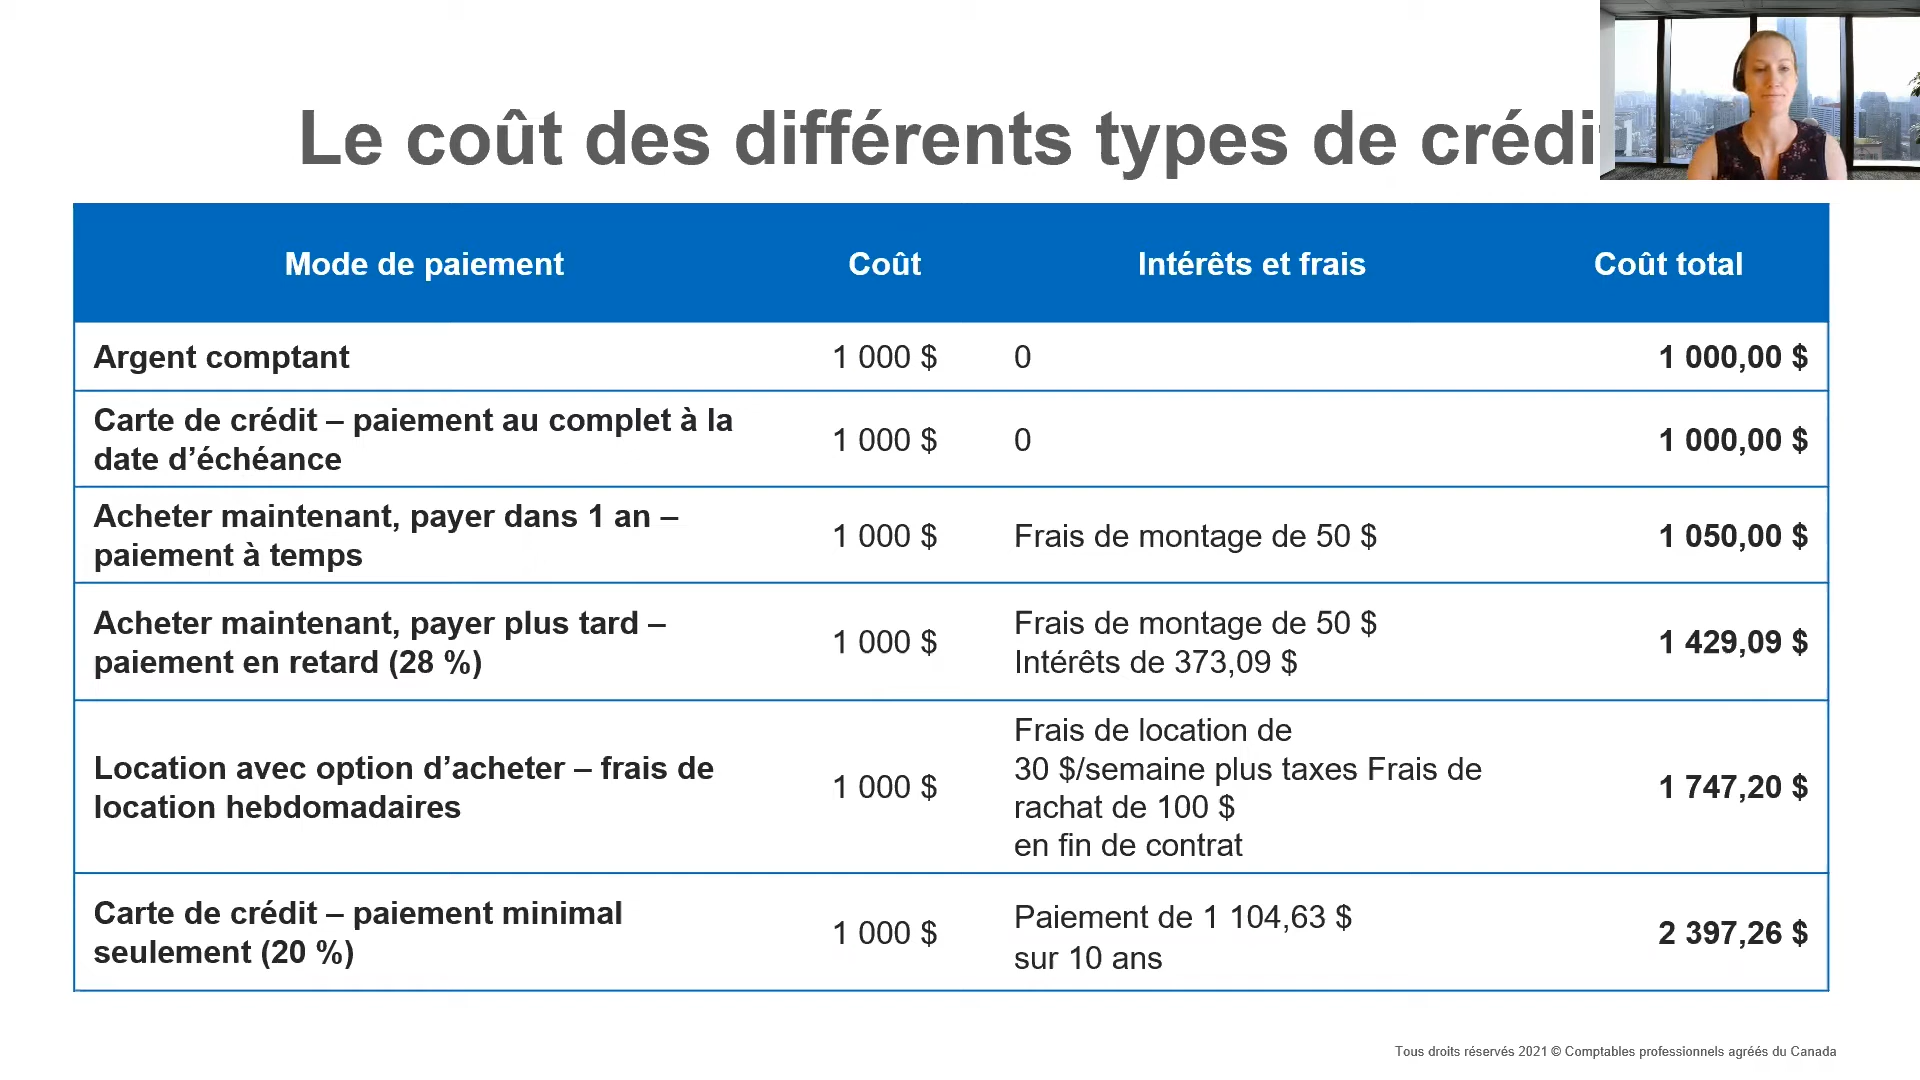 Le coût des différents types de crédit
Mode de paiement
Coût
Intérêts et frais
Coût total
Argent comptant
1 000 $
0
1 000,00 $
Carte de crédit – paiement au complet à la
date d’échéance
1 000 $
0
1 000,00 $
Acheter maintenant, payer dans 1 an –
paiement à temps
1 000 $
Frais de montage de 50 $
1 050,00 $
Acheter maintenant, payer plus tard –
paiement en retard (28 %)
1 000 $
Frais de montage de 50 $
Intérêts de 373,09 $
1 429,09 $
Location avec option d’acheter – frais de
location hebdomadaires
1 000 $
Frais de location de
30 $/semaine plus taxes Frais de
rachat de 100 $
en fin de contrat
1 747,20 $
Carte de crédit – paiement minimal
seulement (20 %)
1 000 $
Paiement de 1 104,63 $
sur 10 ans
2 397,26 $
Tous droits réservés 2021 © Comptables professionnels agréés du Canada